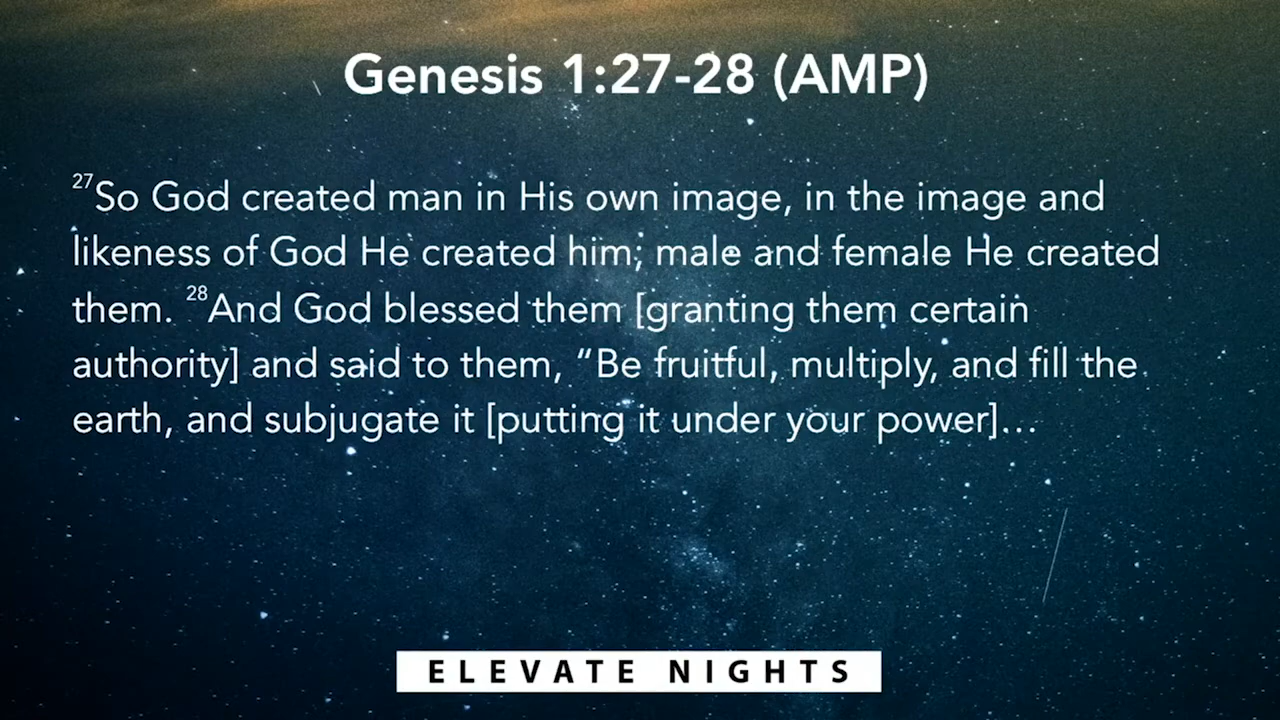 Genesis 1:27-28 (AMP)
27So God created man in His own image, in the image and
likeness of God He created him; male and female He created
them. 28And God blessed them [granting them certain
authority] and said to them, “Be fruitful, multiply, and fill the
earth, and subjugate it [putting it under your power]...
ELEVATE NIGHTS